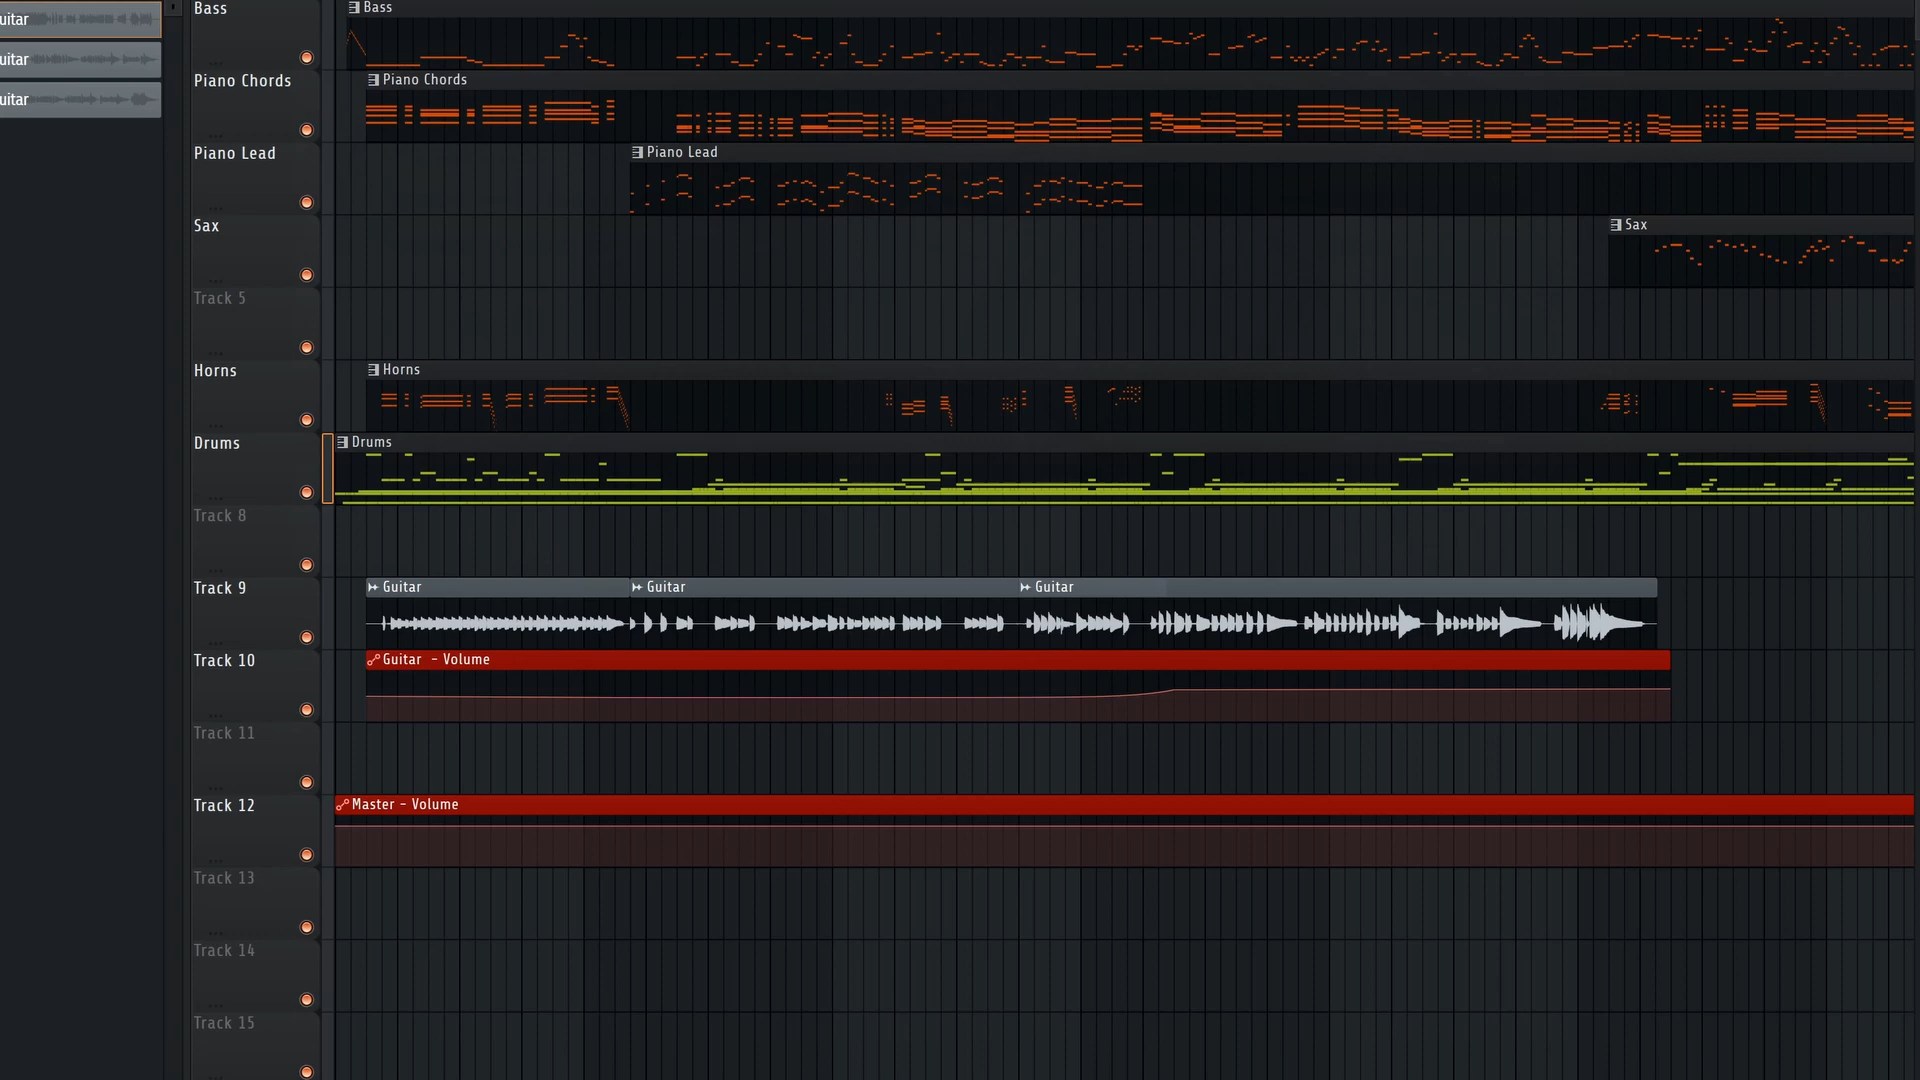 uitar
uitar
uitar
Bass
Bass
Piano Chords
Piano Chords
Piano Lead
Piano Lead
Sax
Sax
Track 5
Horns
Horns
Drums
Drums
Track 8
Track 9
Guitar
Guitar
Guitar
Track 10
Guitar - Volume
Track 11
Track 12
Master - Volume
Track 13
Track 14
Track 15